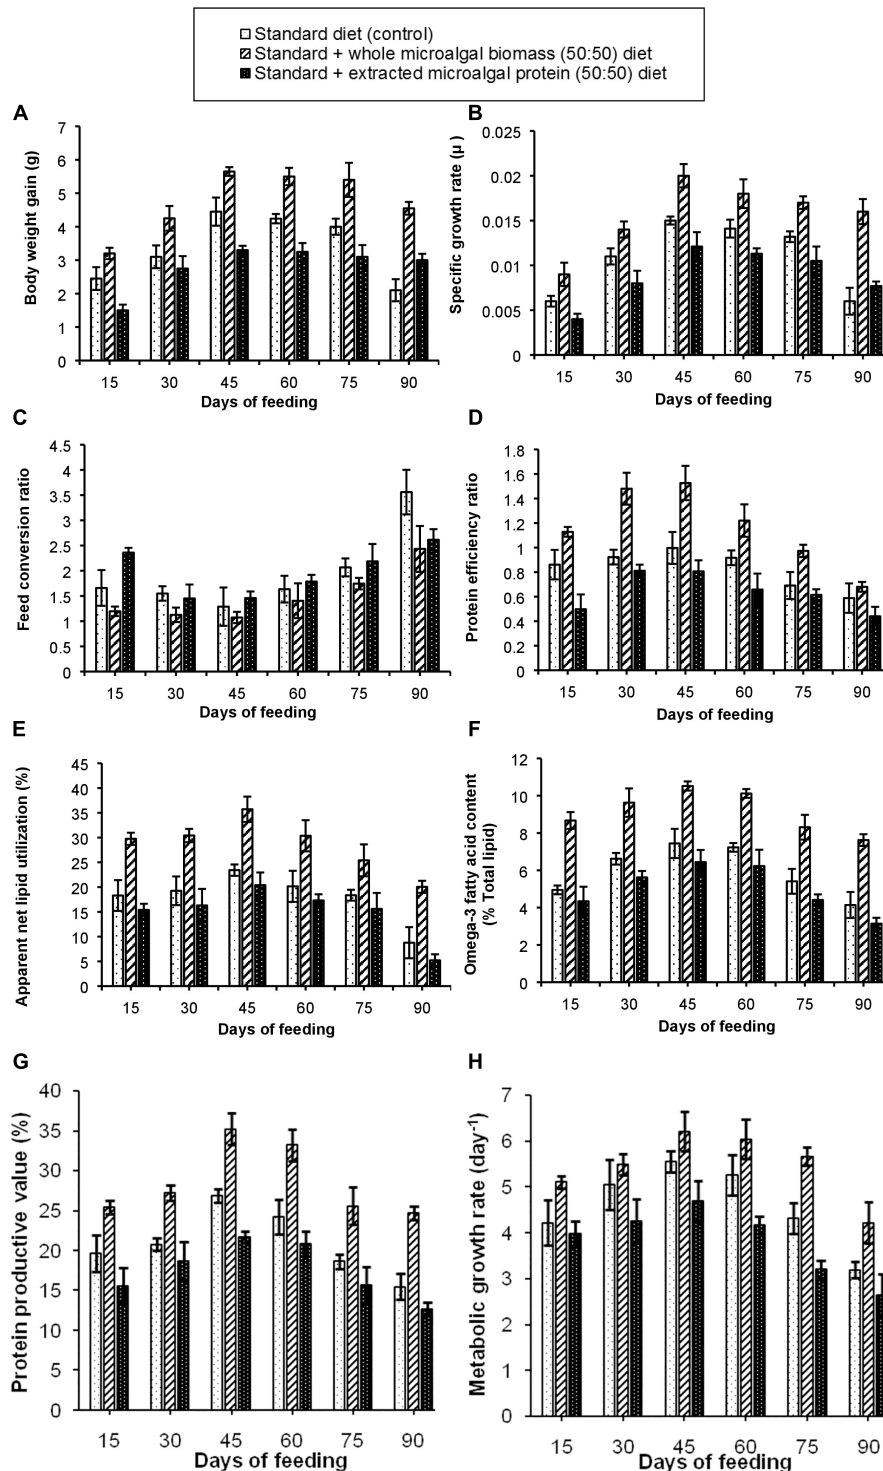 Standard diet (control)
Standard + whole microalgal biomass (50:50) diet
Standard + extracted microalgal protein (50:50) diet
A
Body weight gain (g)
7
6
5
4
3
2
1
0
15 30 45 60 75 90
Days of feeding
B
Specific growth rate (µ )
0.025
0.02
0.015
0.01
0.005
0
15 30 45 60 75 90
Days of feeding
C
Feed conversion ratio
4.5
4
3.5
3
2.5
2
1.5
1
0.5
0
15 30 45 60 75 90
Days of feeding
D
Protein efficiency ratio
1.8
1.6
1.4
1.2
1
0.8
0.6
0.4
0.2
0
15 30 45 60 75 90
Days of feeding
E
Apparent net lipid utilization (%)
45
40
35
30
25
20
15
10
5
0
15 30 45 60 75 90
Days of feeding
F
Omega-3 fatty acid content
(% Total lipid)
12
10
8
6
4
2
0
15 30 45 60 75 90
Days of feeding
G
Protein productive value (%)
40
35
30
25
20
15
10
5
0
15 30 45 60 75 90
Days of feeding
H
Metabolic growth rate (day⁻¹)
7
6
5
4
3
2
1
0
15 30 45 60 75 90
Days of feeding